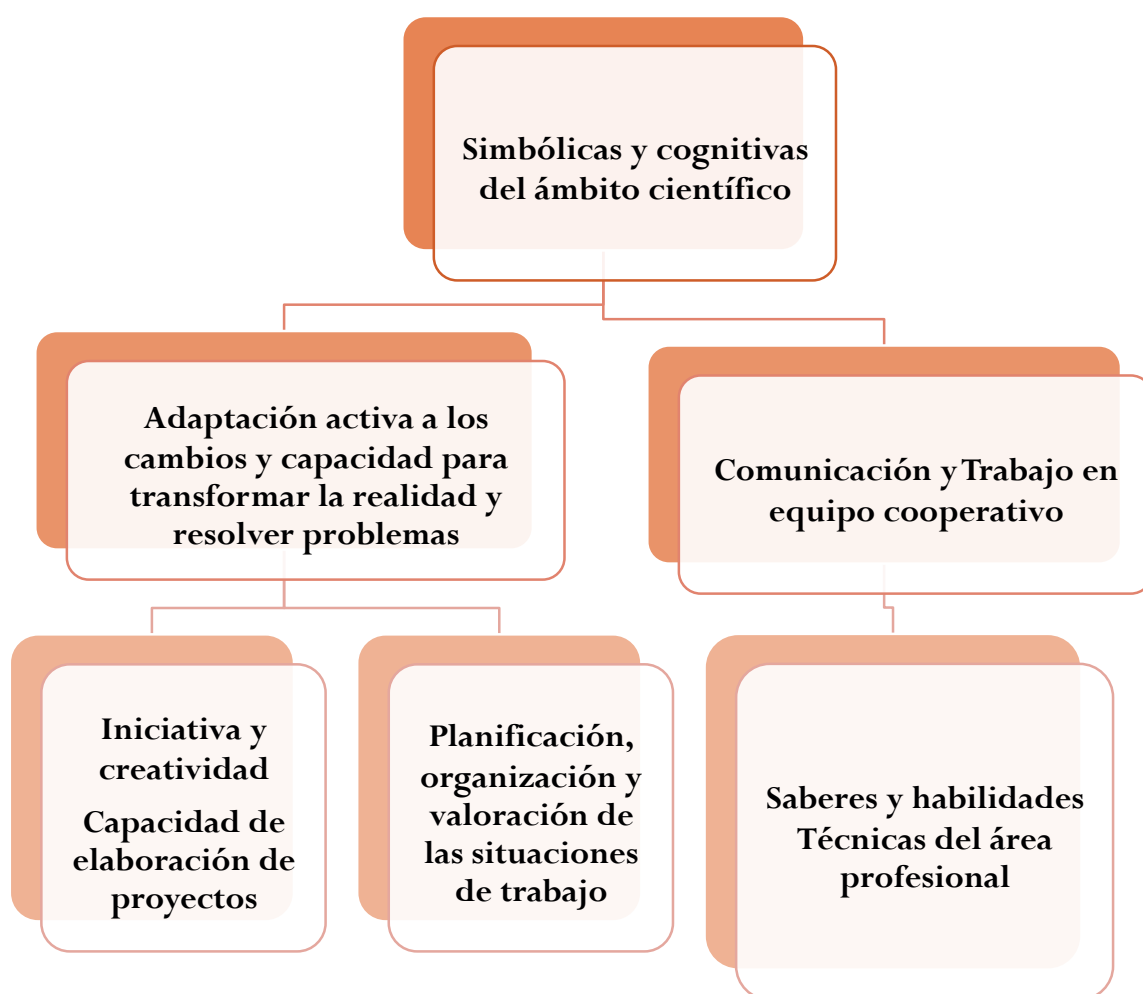 Simbólicas y cognitivas
del ámbito científico
Adaptación activa a los
cambios y capacidad para
transformar la realidad y
resolver problemas
Comunicación y Trabajo en
equipo cooperativo
Iniciativa y
creatividad
Capacidad de
elaboración de
proyectos
Planificación,
organización y
valoración de
las situaciones
de trabajo
Saberes y habilidades
Técnicas del área
profesional